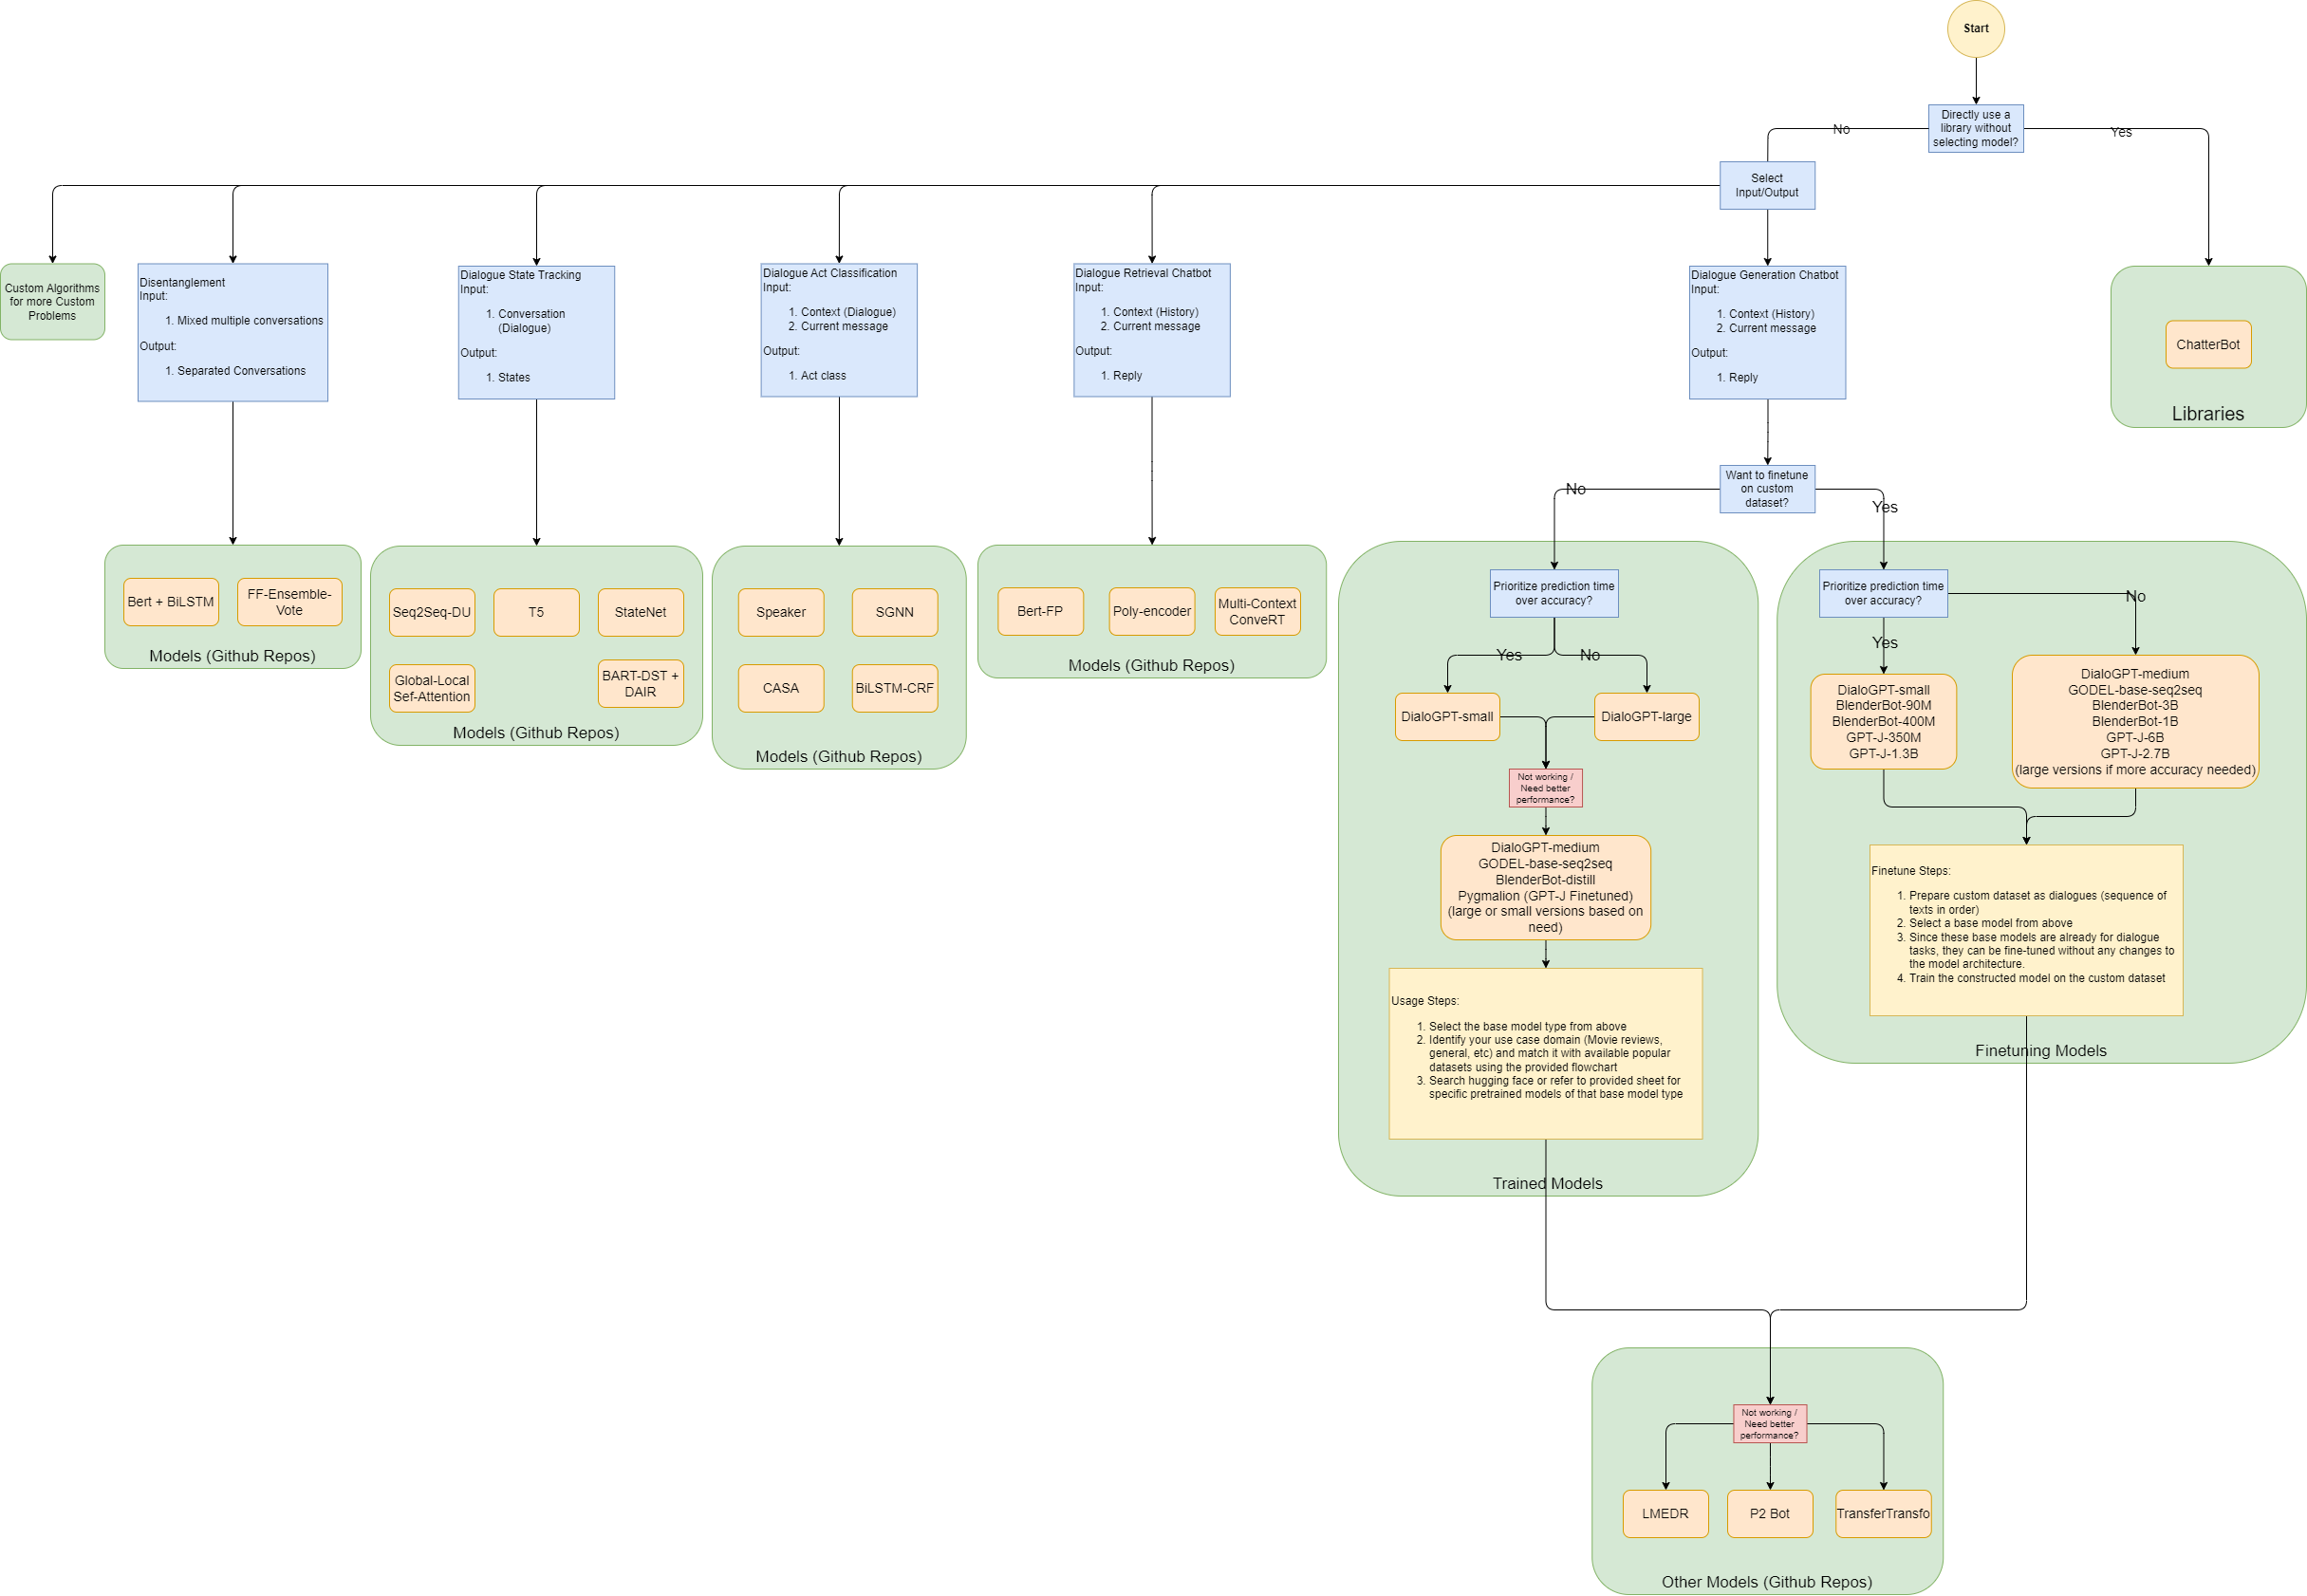 Start
Directly use a
library without
selecting model?
No
Yes
Select
Input/Output
Custom Algorithms
for more Custom
Problems
Disentanglement
Input:
1. Mixed multiple conversations
Output:
1. Separated Conversations
Dialogue State Tracking
Input:
1. Conversation
(Dialogue)
Output:
1. States
Dialogue Act Classification
Input:
1. Context (Dialogue)
2. Current message
Output:
1. Act class
Dialogue Retrieval Chatbot
Input:
1. Context (History)
2. Current message
Output:
1. Reply
Dialogue Generation Chatbot
Input:
1. Context (History)
2. Current message
Output:
1. Reply
ChatterBot
Libraries
Want to finetune
on custom
dataset?
No
Yes
Bert + BiLSTM
FF-Ensemble-
Vote
Models (Github Repos)
Seq2Seq-DU
T5
StateNet
Global-Local
Sef-Attention
BART-DST +
DAIR
Models (Github Repos)
Speaker
SGNN
CASA
BiLSTM-CRF
Models (Github Repos)
Bert-FP
Poly-encoder
Multi-Context
ConveRT
Models (Github Repos)
Prioritize prediction time
over accuracy?
Yes
No
DialoGPT-small
DialoGPT-large
Not working /
Need better
performance?
DialoGPT-medium
GODEL-base-seq2seq
BlenderBot-distill
Pygmalion (GPT-J Finetuned)
(large or small versions based on
need)
Usage Steps:
1. Select the base model type from above
2. Identify your use case domain (Movie reviews,
general, etc) and match it with available popular
datasets using the provided flowchart
3. Search hugging face or refer to provided sheet for
specific pretrained models of that base model type
Trained Models
Prioritize prediction time
over accuracy?
No
Yes
DialoGPT-small
BlenderBot-90M
BlenderBot-400M
GPT-J-350M
GPT-J-1.3B
DialoGPT-medium
GODEL-base-seq2seq
BlenderBot-3B
BlenderBot-1B
GPT-J-6B
GPT-J-2.7B
(large versions if more accuracy needed)
Finetune Steps:
1. Prepare custom dataset as dialogues (sequence of
texts in order)
2. Select a base model from above
3. Since these base models are already for dialogue
tasks, they can be fine-tuned without any changes to
the model architecture.
4. Train the constructed model on the custom dataset
Finetuning Models
Not working /
Need better
performance?
LMEDR
P2 Bot
TransferTransfo
Other Models (Github Repos)